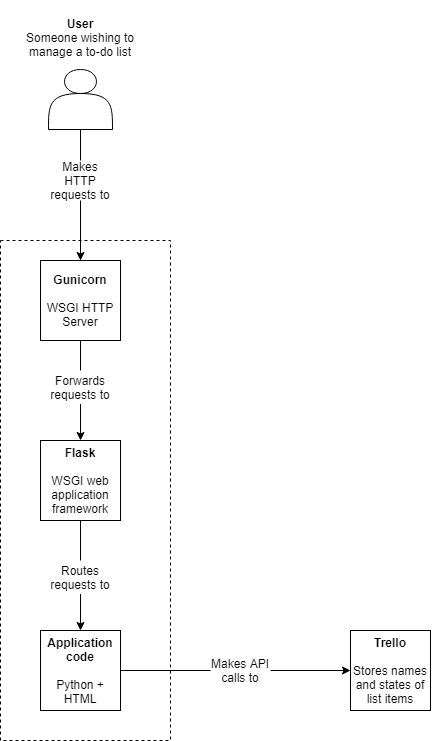 User
Someone wishing to
manage a to-do list
Makes
HTTP
requests to
Gunicorn
WSGI HTTP
Server
Forwards
requests to
Flask
WSGI web
application
framework
Routes
requests to
Application
code
Python +
HTML
Makes API
calls to
Trello
Stores names
and states of
list items